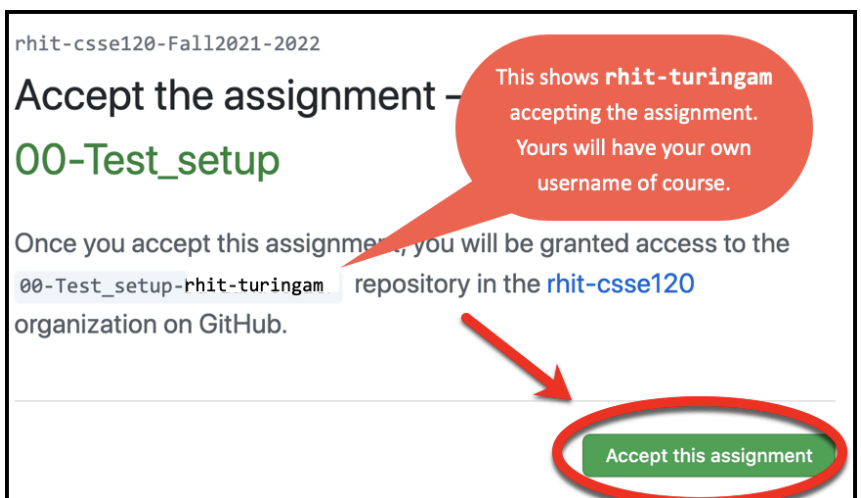 rhit-csse120-Fall2021-2022
Accept the assignment –
00-Test_setup
This shows rhit-turingam
accepting the assignment.
Yours will have your own
username of course.
Once you accept this assignment, you will be granted access to the
00-Test_setup-rhit-turingam repository in the rhit-csse120
organization on GitHub.
Accept this assignment